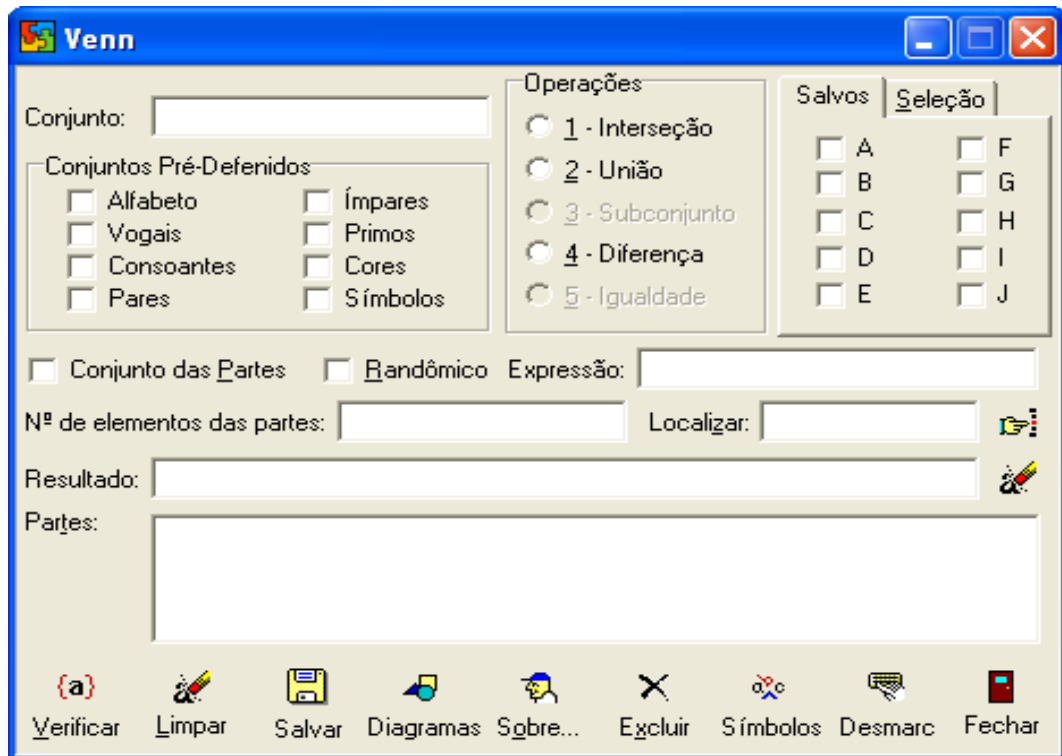 Venn
Conjunto:
Conjuntos Pré-Defenidos
Alfabeto
Vogais
Consoantes
Pares
Ímpares
Primos
Cores
Símbolos
Operações
1 - Interseção
2 - União
3 - Subconjunto
4 - Diferença
5 - Igualdade
Salvos Seleção
A F
B G
C H
D I
E J
Conjunto das Partes Randômico Expressão:
Nº de elementos das partes: Localizar:
Resultado:
Partes:
{a}
Verificar Limpar Salvar Diagramas Sobre... Excluir Símbolos Desmarc Fechar